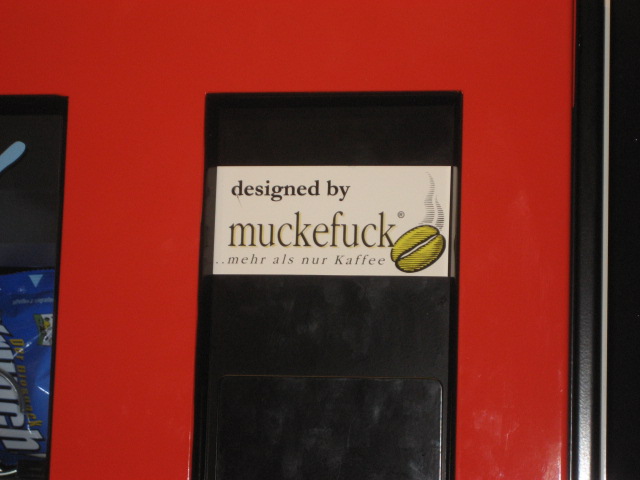 designed by
muckefuck®
..mehr als nur Kaffee